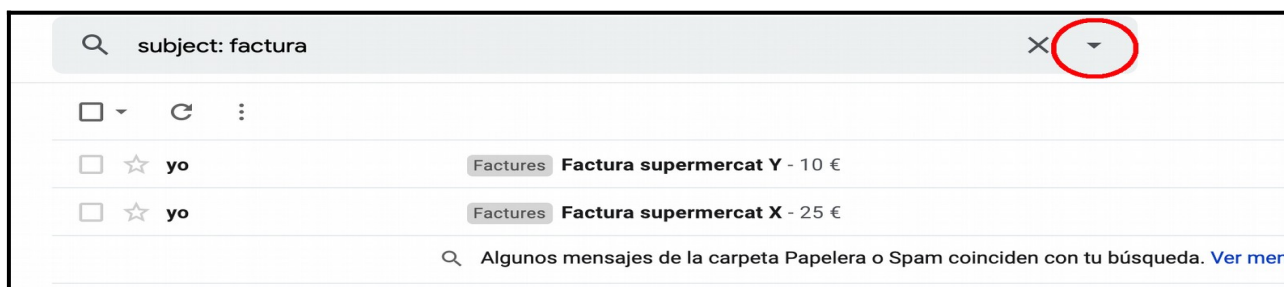 subject: factura
yo Factures Factura supermercat Y - 10 €
yo Factures Factura supermercat X - 25 €
Algunos mensajes de la carpeta Papelera o Spam coinciden con tu búsqueda. Ver